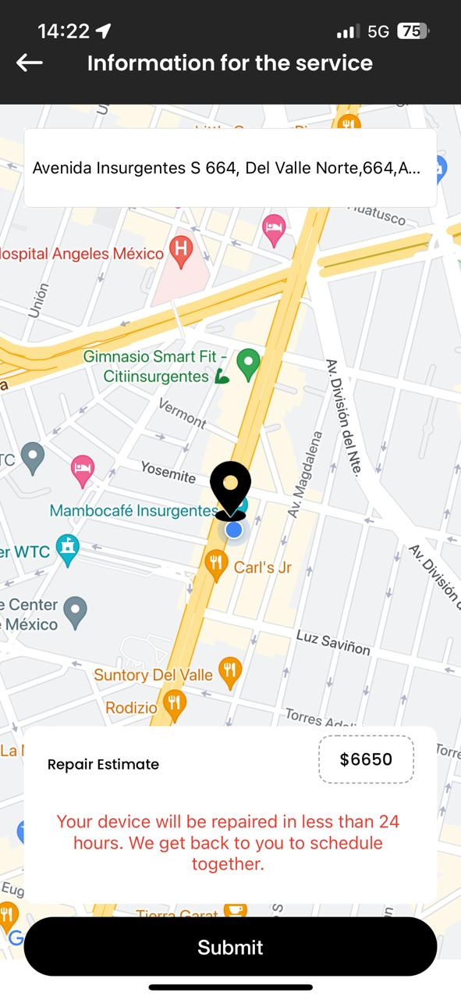 14:22
5G
75
Information for the service
Avenida Insurgentes S 664, Del Valle Norte,664,A...
Huatusco
Hospital Angeles México
H
Unión
Gimnasio Smart Fit -
Citiinsurgentes
Av. División del Nte.
Vermont
TC
Av. Magdalena
Yosemite
Mambocafé Insurgentes
er WTC
Av. División d
Carl's Jr
e Center
México
Luz Saviñon
Suntory Del Valle
Rodizio
Torres Adal
La
Torre
Repair Estimate
$6650
Your device will be repaired in less than 24
hours. We get back to you to schedule
together.
Eug
Tierra Garat
G
Submit